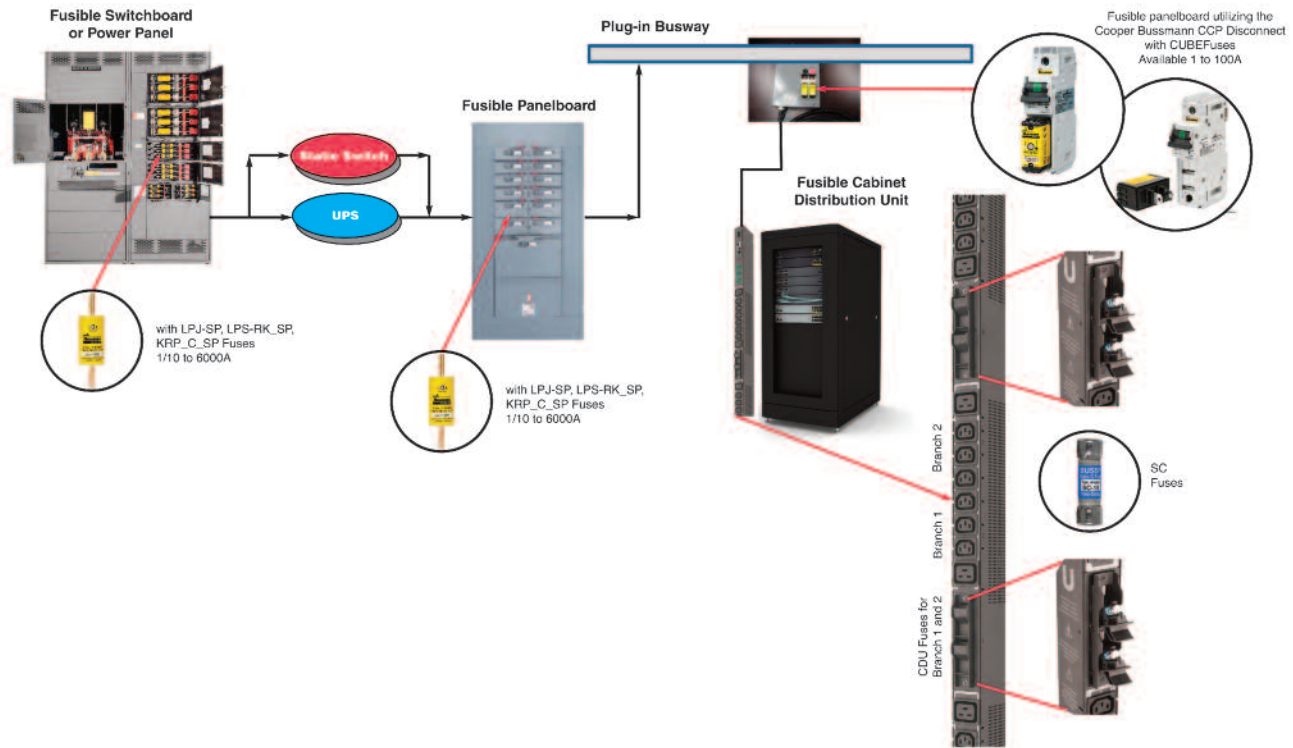 Fusible Switchboard
or Power Panel
Plug-in Busway
Fusible panelboard utilizing the
Cooper Bussmann CCP Disconnect
with CUBEFuses
Available 1 to 100A
Fusible Panelboard
Static Switch
UPS
Fusible Cabinet
Distribution Unit
with LPJ-SP, LPS-RK_SP,
KRP_C_SP Fuses
1/10 to 6000A
with LPJ-SP, LPS-RK_SP,
KRP_C_SP Fuses
1/10 to 6000A
Branch 2
SC
Fuses
Branch 1
CDU Fuses for
Branch 1 and 2